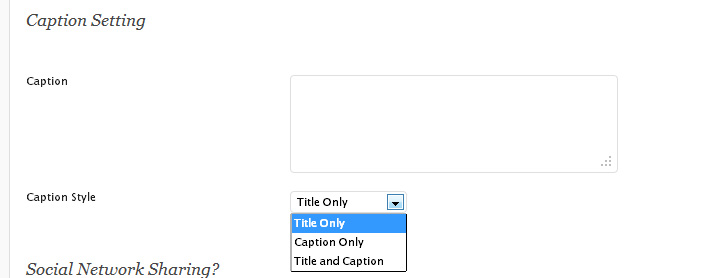 Caption Setting
Caption
Caption Style
Title Only
Title Only
Caption Only
Title and Caption
Social Network Sharing?